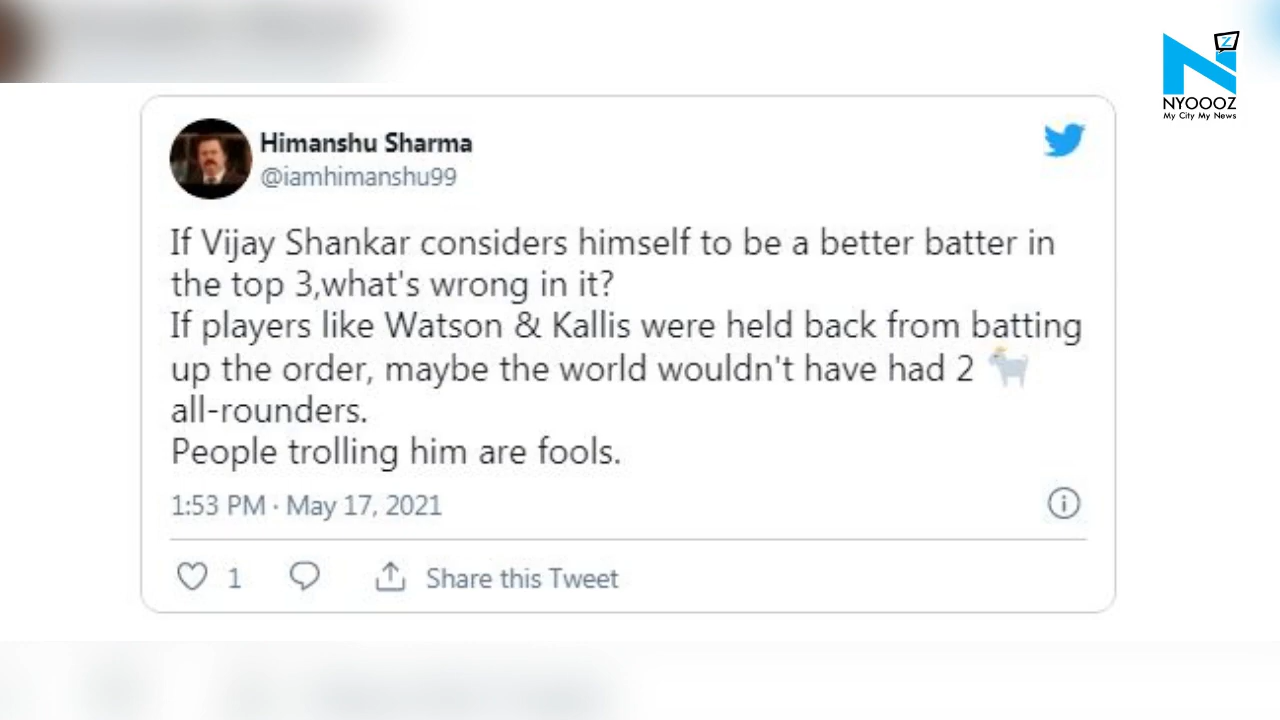 NYOOOZ
My City My News
Himanshu Sharma
@iamhimanshu99
If Vijay Shankar considers himself to be a better batter in
the top 3,what's wrong in it?
If players like Watson & Kallis were held back from batting
up the order, maybe the world wouldn't have had 2 🐐
all-rounders.
People trolling him are fools.
1:53 PM · May 17, 2021
1
Share this Tweet